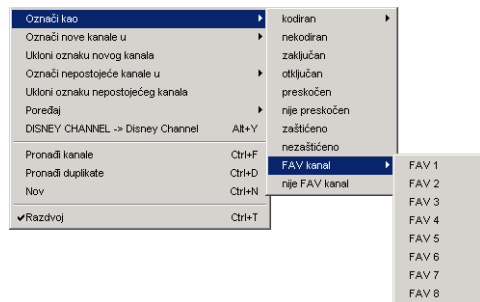 Označi kao
Označi nove kanale u
Ukloni oznaku novog kanala
Označi nepostojeće kanale u
Ukloni oznaku nepostojećeg kanala
Poređaj
DISNEY CHANNEL -> Disney Channel Alt+Y
Pronađi kanale Ctrl+F
Pronađi duplikate Ctrl+D
Nov Ctrl+N
✔Razdvoj Ctrl+T
kodiran
nekodiran
zaključan
otključan
preskočen
nije preskočen
zaštićeno
nezaštićeno
FAV kanal
nije FAV kanal
FAV 1
FAV 2
FAV 3
FAV 4
FAV 5
FAV 6
FAV 7
FAV 8